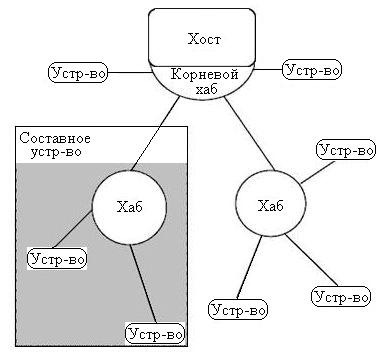 Хост
Корневой
хаб
Устр-во
Устр-во
Составное
устр-во
Устр-во
Хаб
Хаб
Устр-во
Устр-во
Устр-во
Устр-во